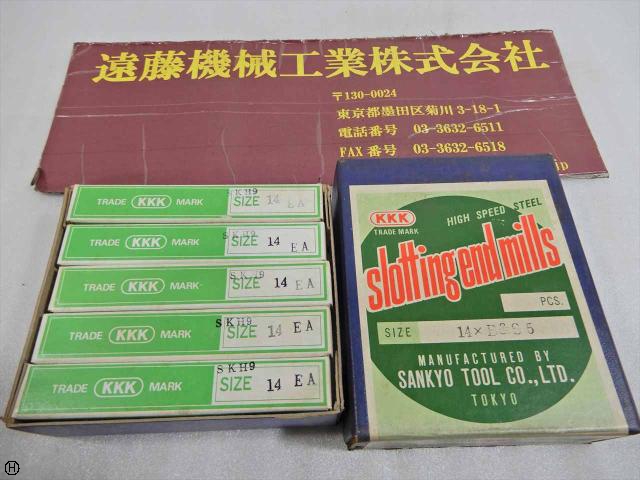 遠藤機械工業株式会社
〒130-0024
東京都墨田区菊川3-18-1
電話番号 03-3632-6511
FAX番号 03-3632-6518
TRADE KKK MARK SKH9 SIZE 14 EA
TRADE KKK MARK SKH9 SIZE 14 EA
TRADE KKK MARK SKH9 SIZE 14 EA
TRADE KKK MARK SKH9 SIZE 14 EA
TRADE KKK MARK SKH9 SIZE 14 EA
KKK
TRADE MARK
HIGH SPEED STEEL
slotting end mills
PCS.
SIZE 14×
MANUFACTURED BY
SANKYO TOOL CO.,LTD.
TOKYO
H